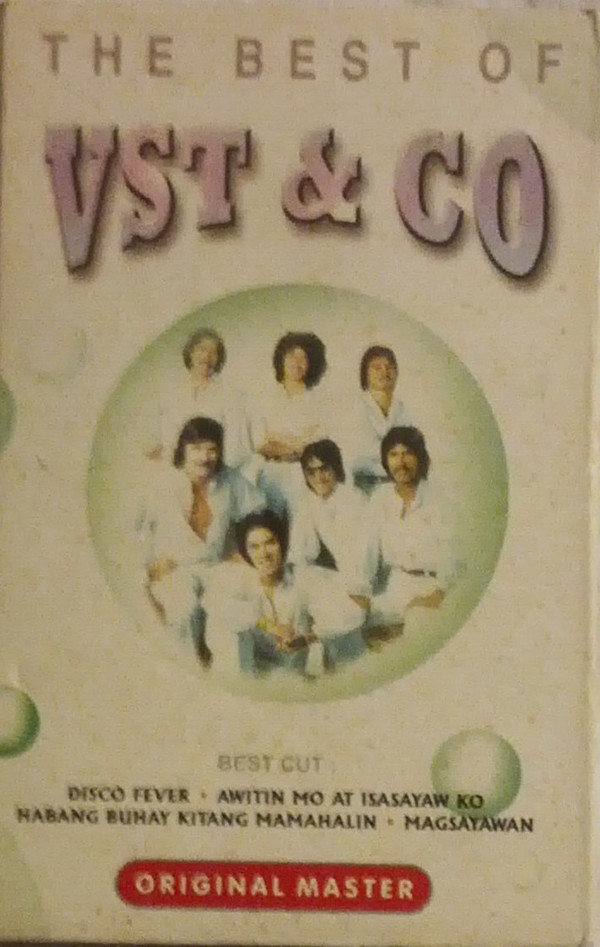 THE BEST OF
VST & CO
BEST CUT :
DISCO FEVER • AWITIN MO AT ISASAYAW KO
HABANG BUHAY KITANG MAMAHALIN • MAGSAYAWAN
ORIGINAL MASTER